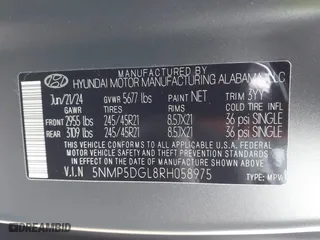 MANUFACTURED BY
HYUNDAI MOTOR MANUFACTURING ALABAMA, LLC
Jun/21/24 GVWR 5677 lbs PAINT NET TRIM 3YY
GAWR TIRES RIMS COLD TIRE PRESSURE
FRONT 2955 lbs 245/45R21 8.5JX21 36 psi SINGLE
REAR 3109 lbs 245/45R21 8.5JX21 36 psi SINGLE
THIS VEHICLE CONFORMS TO ALL APPLICABLE U.S. FEDERAL MOTOR VEHICLE SAFETY, BUMPER, AND THEFT PREVENTION STANDARDS IN EFFECT ON THE DATE OF MANUFACTURE SHOWN ABOVE.
V.I.N 5NMP5DGL8RH058975 TYPE: MPV
DREAMBID